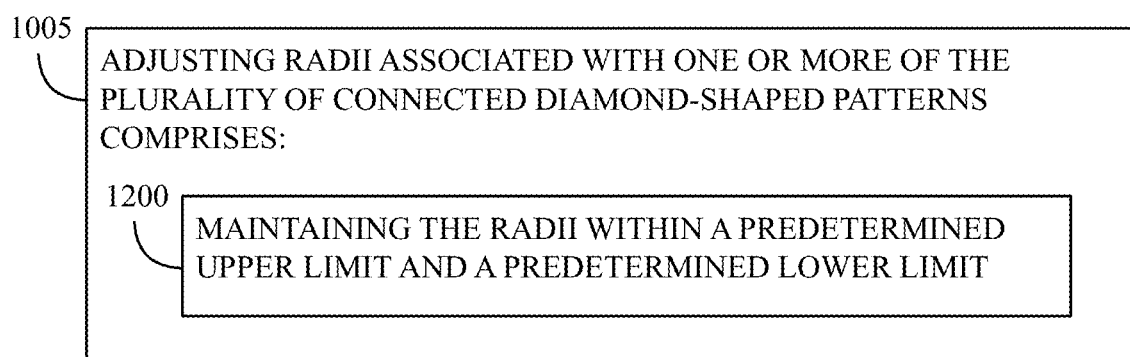 1005
ADJUSTING RADII ASSOCIATED WITH ONE OR MORE OF THE
PLURALITY OF CONNECTED DIAMOND-SHAPED PATTERNS
COMPRISES:
1200
MAINTAINING THE RADII WITHIN A PREDETERMINED
UPPER LIMIT AND A PREDETERMINED LOWER LIMIT